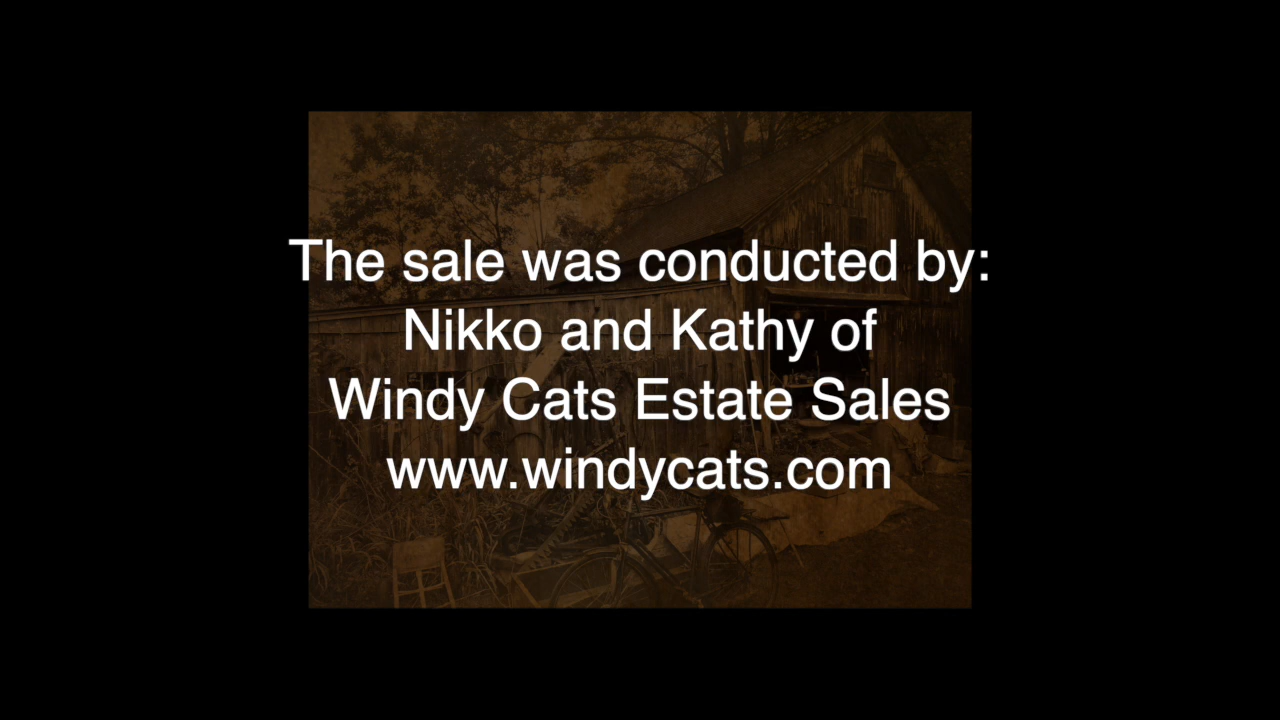 The sale was conducted by:
Nikko and Kathy of
Windy Cats Estate Sales
www.windycats.com